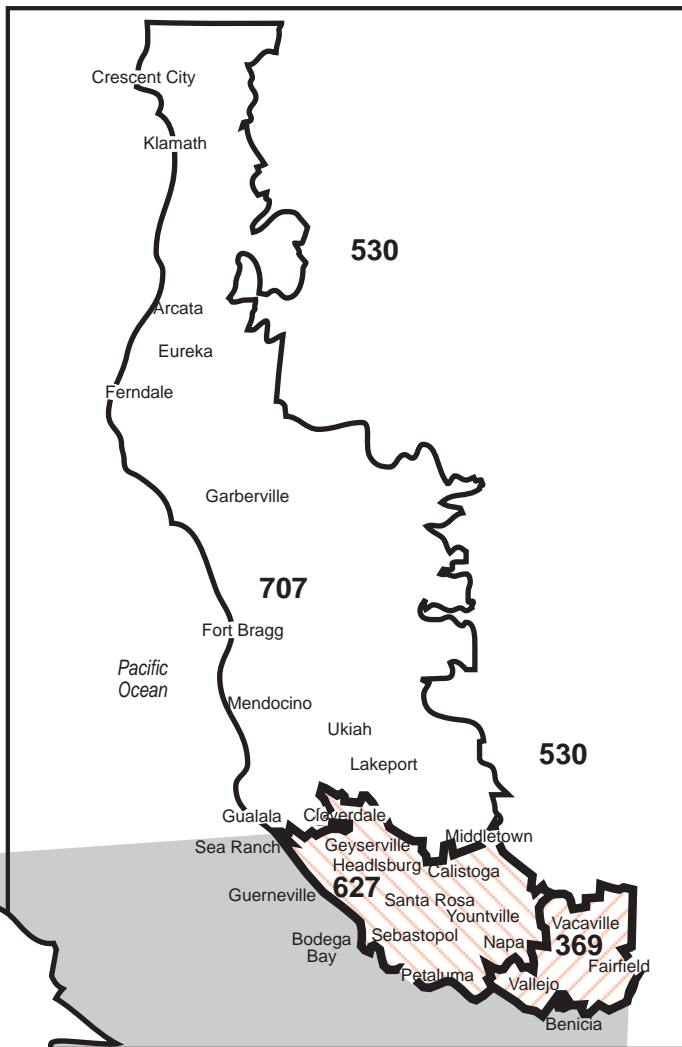 Crescent City
Klamath
530
Arcata
Eureka
Ferndale
Garberville
707
Fort Bragg
Pacific
Ocean
Mendocino
Ukiah
530
Lakeport
Gualala
Cloverdale
Middletown
Sea Ranch
Geyserville
Headlsburg
Calistoga
627
Guerneville
Santa Rosa
Yountville
Vacaville
Sebastopol
Bodega
Bay
Napa
369
Fairfield
Petaluma
Vallejo
Benicia